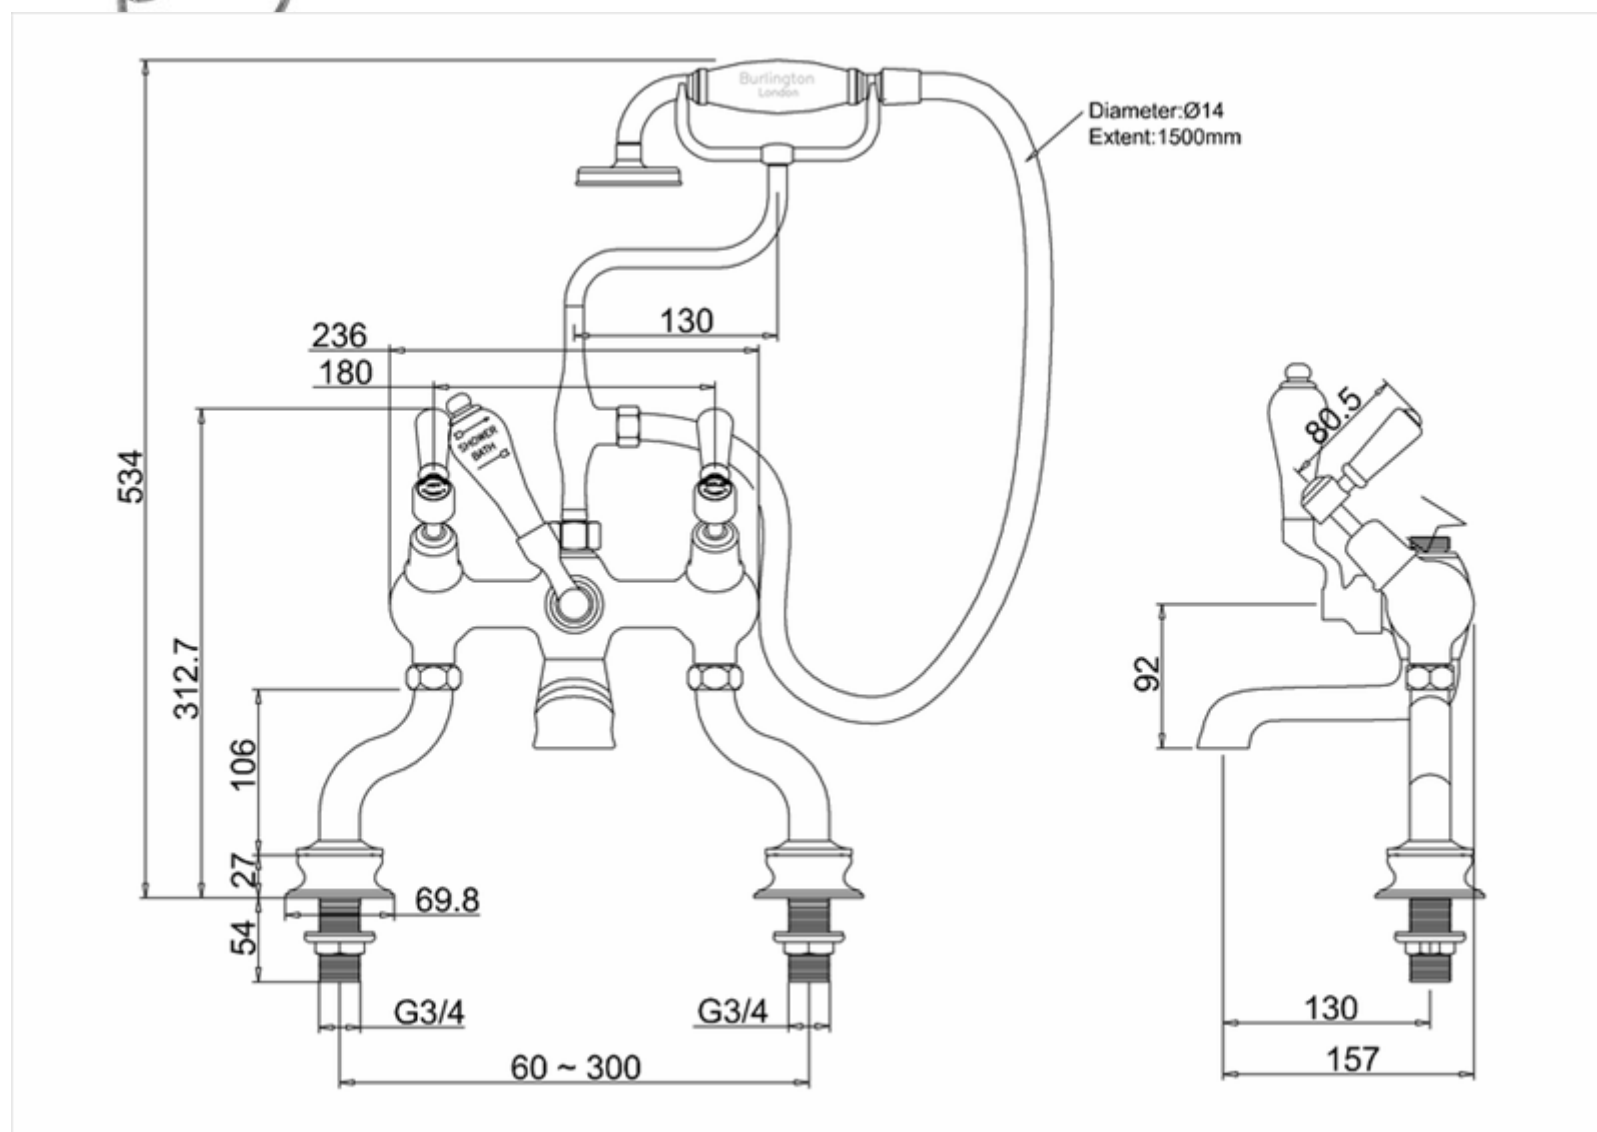 Burlington
London
Diameter:Ø14
Extent:1500mm
130
236
180
SHOWER
BATH
80.5
534
312.7
92
106
27
69.8
54
G3/4
G3/4
60 ~ 300
130
157